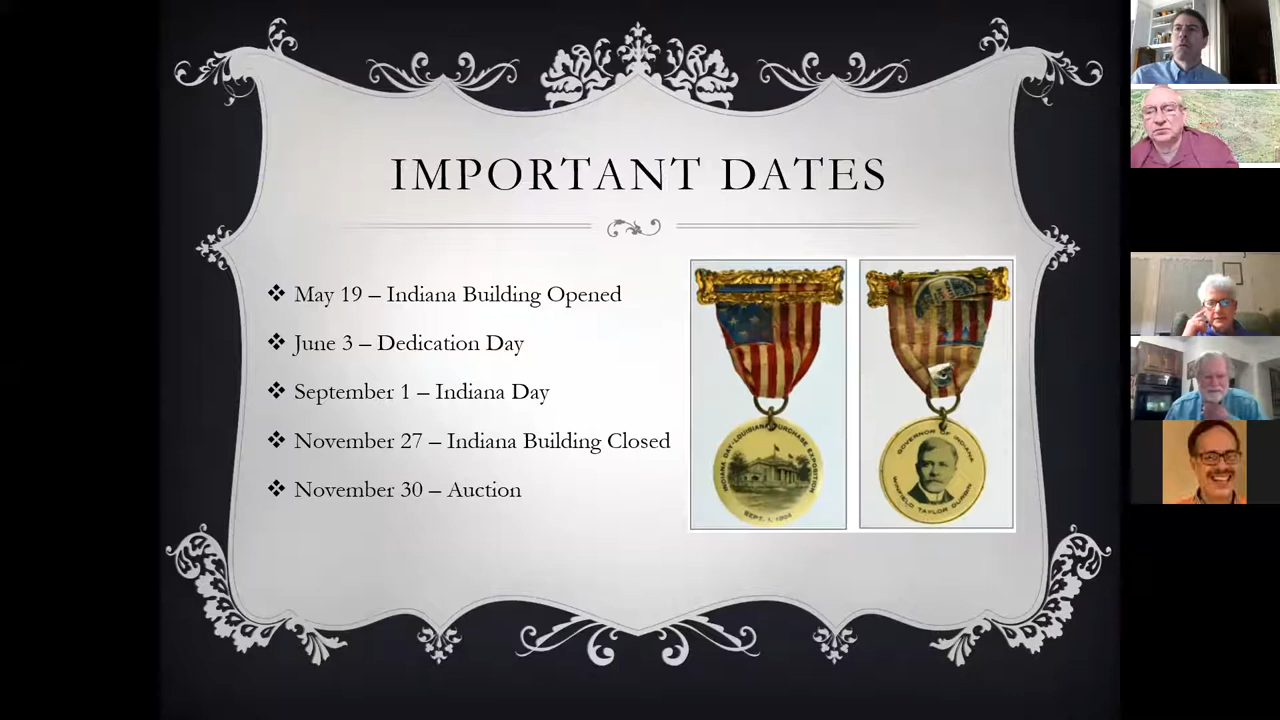 IMPORTANT DATES
❖ May 19 – Indiana Building Opened
❖ June 3 – Dedication Day
❖ September 1 – Indiana Day
❖ November 27 – Indiana Building Closed
❖ November 30 – Auction
INDIANA DAY-LOUISIANA PURCHASE EXPOSITION
SEPT. 1, 1904
GOVERNOR OF INDIANA
WINFIELD TAYLOR DURBIN